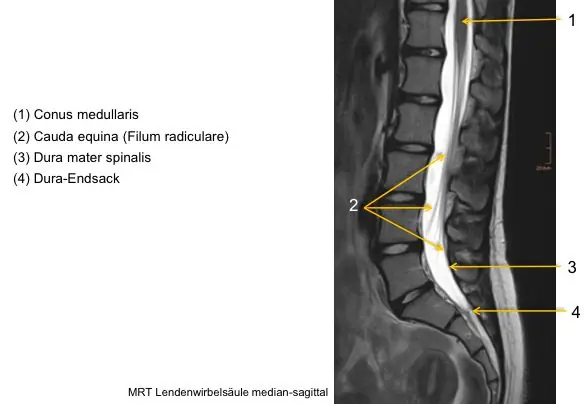 (1) Conus medullaris
(2) Cauda equina (Filum radiculare)
(3) Dura mater spinalis
(4) Dura-Endsack
1
2
3
4
MRT Lendenwirbelsäule median-sagittal